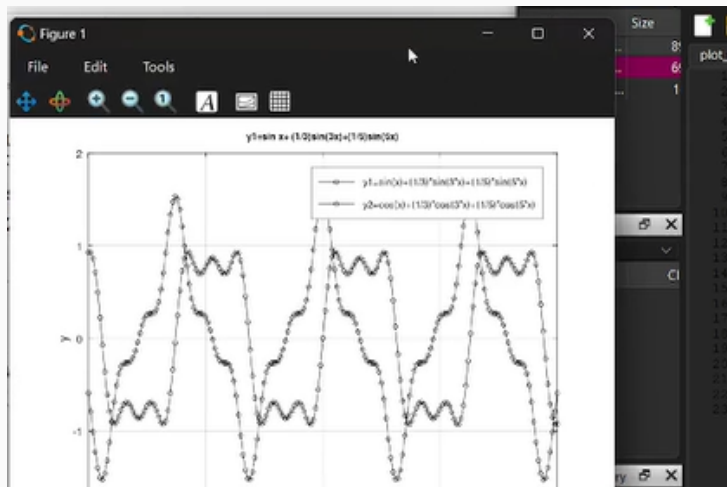 Figure 1
File Edit Tools
A
y1=sin x+ (1/3)sin(3x)+(1/5)sin(5x)
y1=sin(x)+(1/3)*sin(3*x)+(1/5)*sin(5*x)
y2=cos(x)+(1/3)*cos(3*x)+(1/5)*cos(5*x)
2
1
0
-1
y
Size
plot_